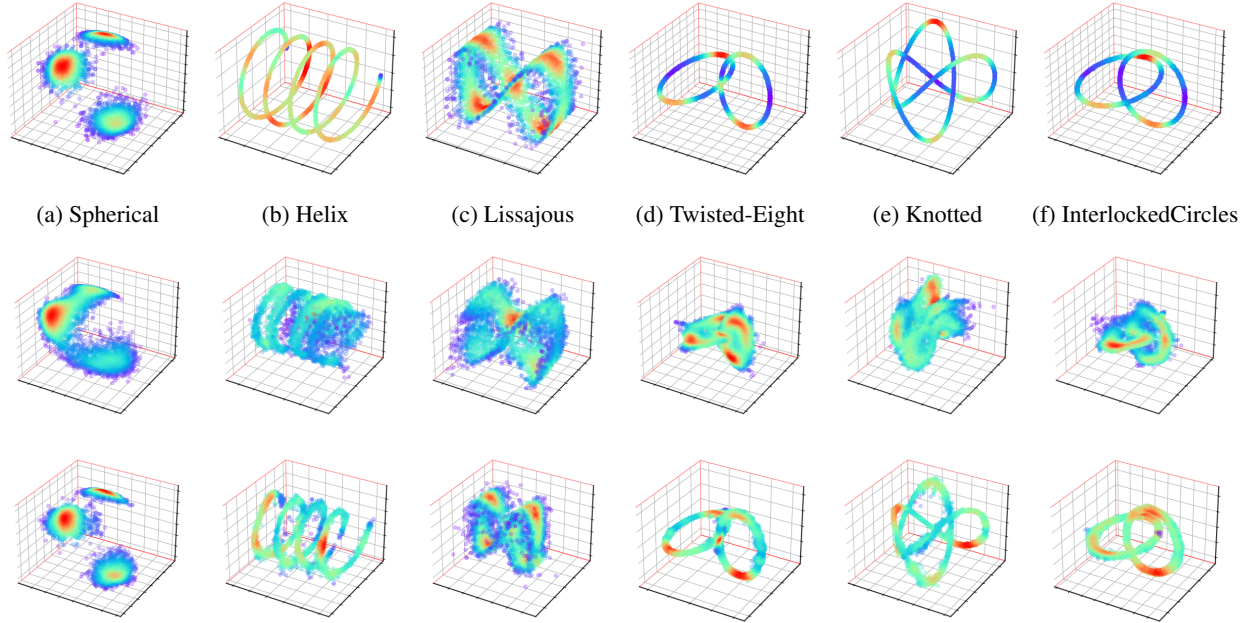 (a) Spherical
(b) Helix
(c) Lissajous
(d) Twisted-Eight
(e) Knotted
(f) InterlockedCircles